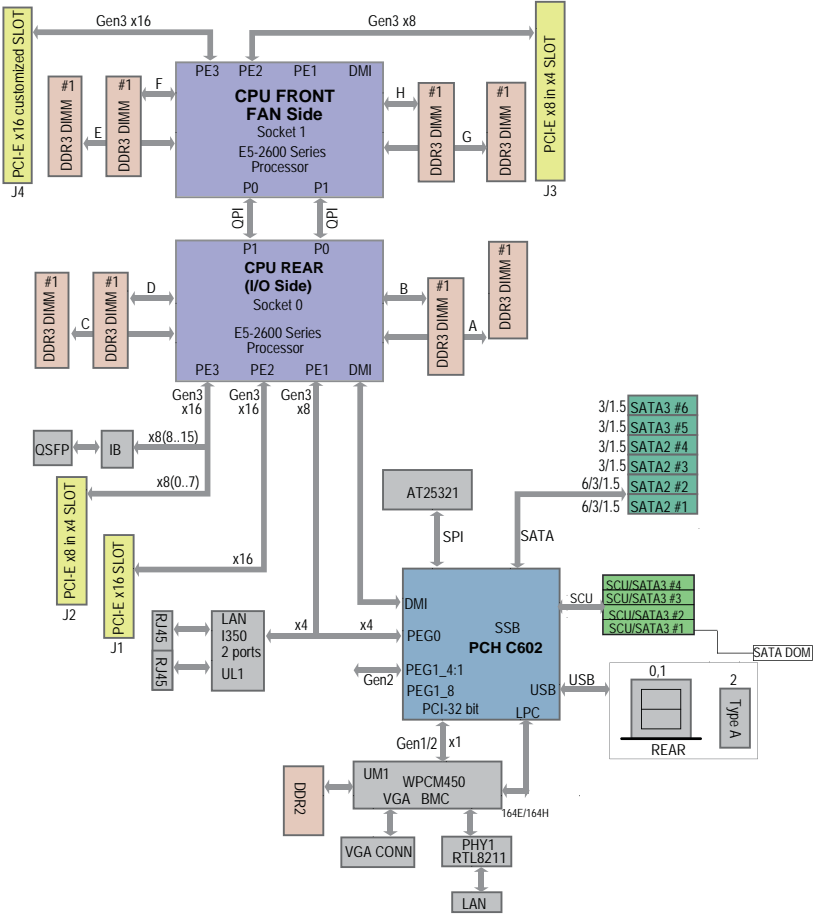 Gen3 x16
Gen3 x8
PCI-E x16 customized SLOT
J4
PCI-E x8 in x4 SLOT
J3
PE3
PE2
PE1
DMI
CPU FRONT
FAN Side
Socket 1
E5-2600 Series
Processor
P0
P1
#1
DDR3 DIMM
E
#1
DDR3 DIMM
F
H
#1
DDR3 DIMM
G
#1
DDR3 DIMM
QPI
QPI
P1
P0
CPU REAR
(I/O Side)
Socket 0
E5-2600 Series
Processor
PE3
PE2
PE1
DMI
#1
DDR3 DIMM
C
#1
DDR3 DIMM
D
B
#1
DDR3 DIMM
A
#1
DDR3 DIMM
Gen3
x16
Gen3
x16
Gen3
x8
QSFP
IB
x8(8..15)
x8(0..7)
PCI-E x8 in x4 SLOT
J2
PCI-E x16 SLOT
J1
x16
AT25321
SPI
SATA
3/1.5 SATA3 #6
3/1.5 SATA3 #5
3/1.5 SATA2 #4
3/1.5 SATA2 #3
6/3/1.5 SATA2 #2
6/3/1.5 SATA2 #1
DMI
SSB
PCH C602
PEG0
PEG1_4:1
PEG1_8
PCI-32 bit
USB
LPC
SCU
SCU/SATA3 #4
SCU/SATA3 #3
SCU/SATA3 #2
SCU/SATA3 #1
SATA DOM
RJ45
RJ45
LAN
I350
2 ports
UL1
x4
x4
Gen2
USB
0,1
REAR
2
Type A
Gen1/2
x1
UM1
WPCM450
VGA BMC
164E/164H
DDR2
VGA CONN
PHY1
RTL8211
LAN